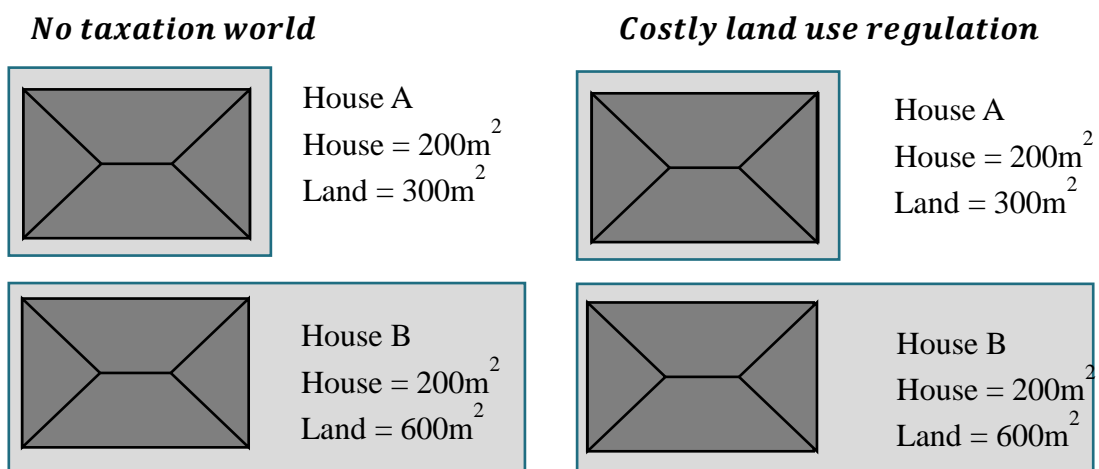 No taxation world
House A
House = 200m²
Land = 300m²
House B
House = 200m²
Land = 600m²
Costly land use regulation
House A
House = 200m²
Land = 300m²
House B
House = 200m²
Land = 600m²